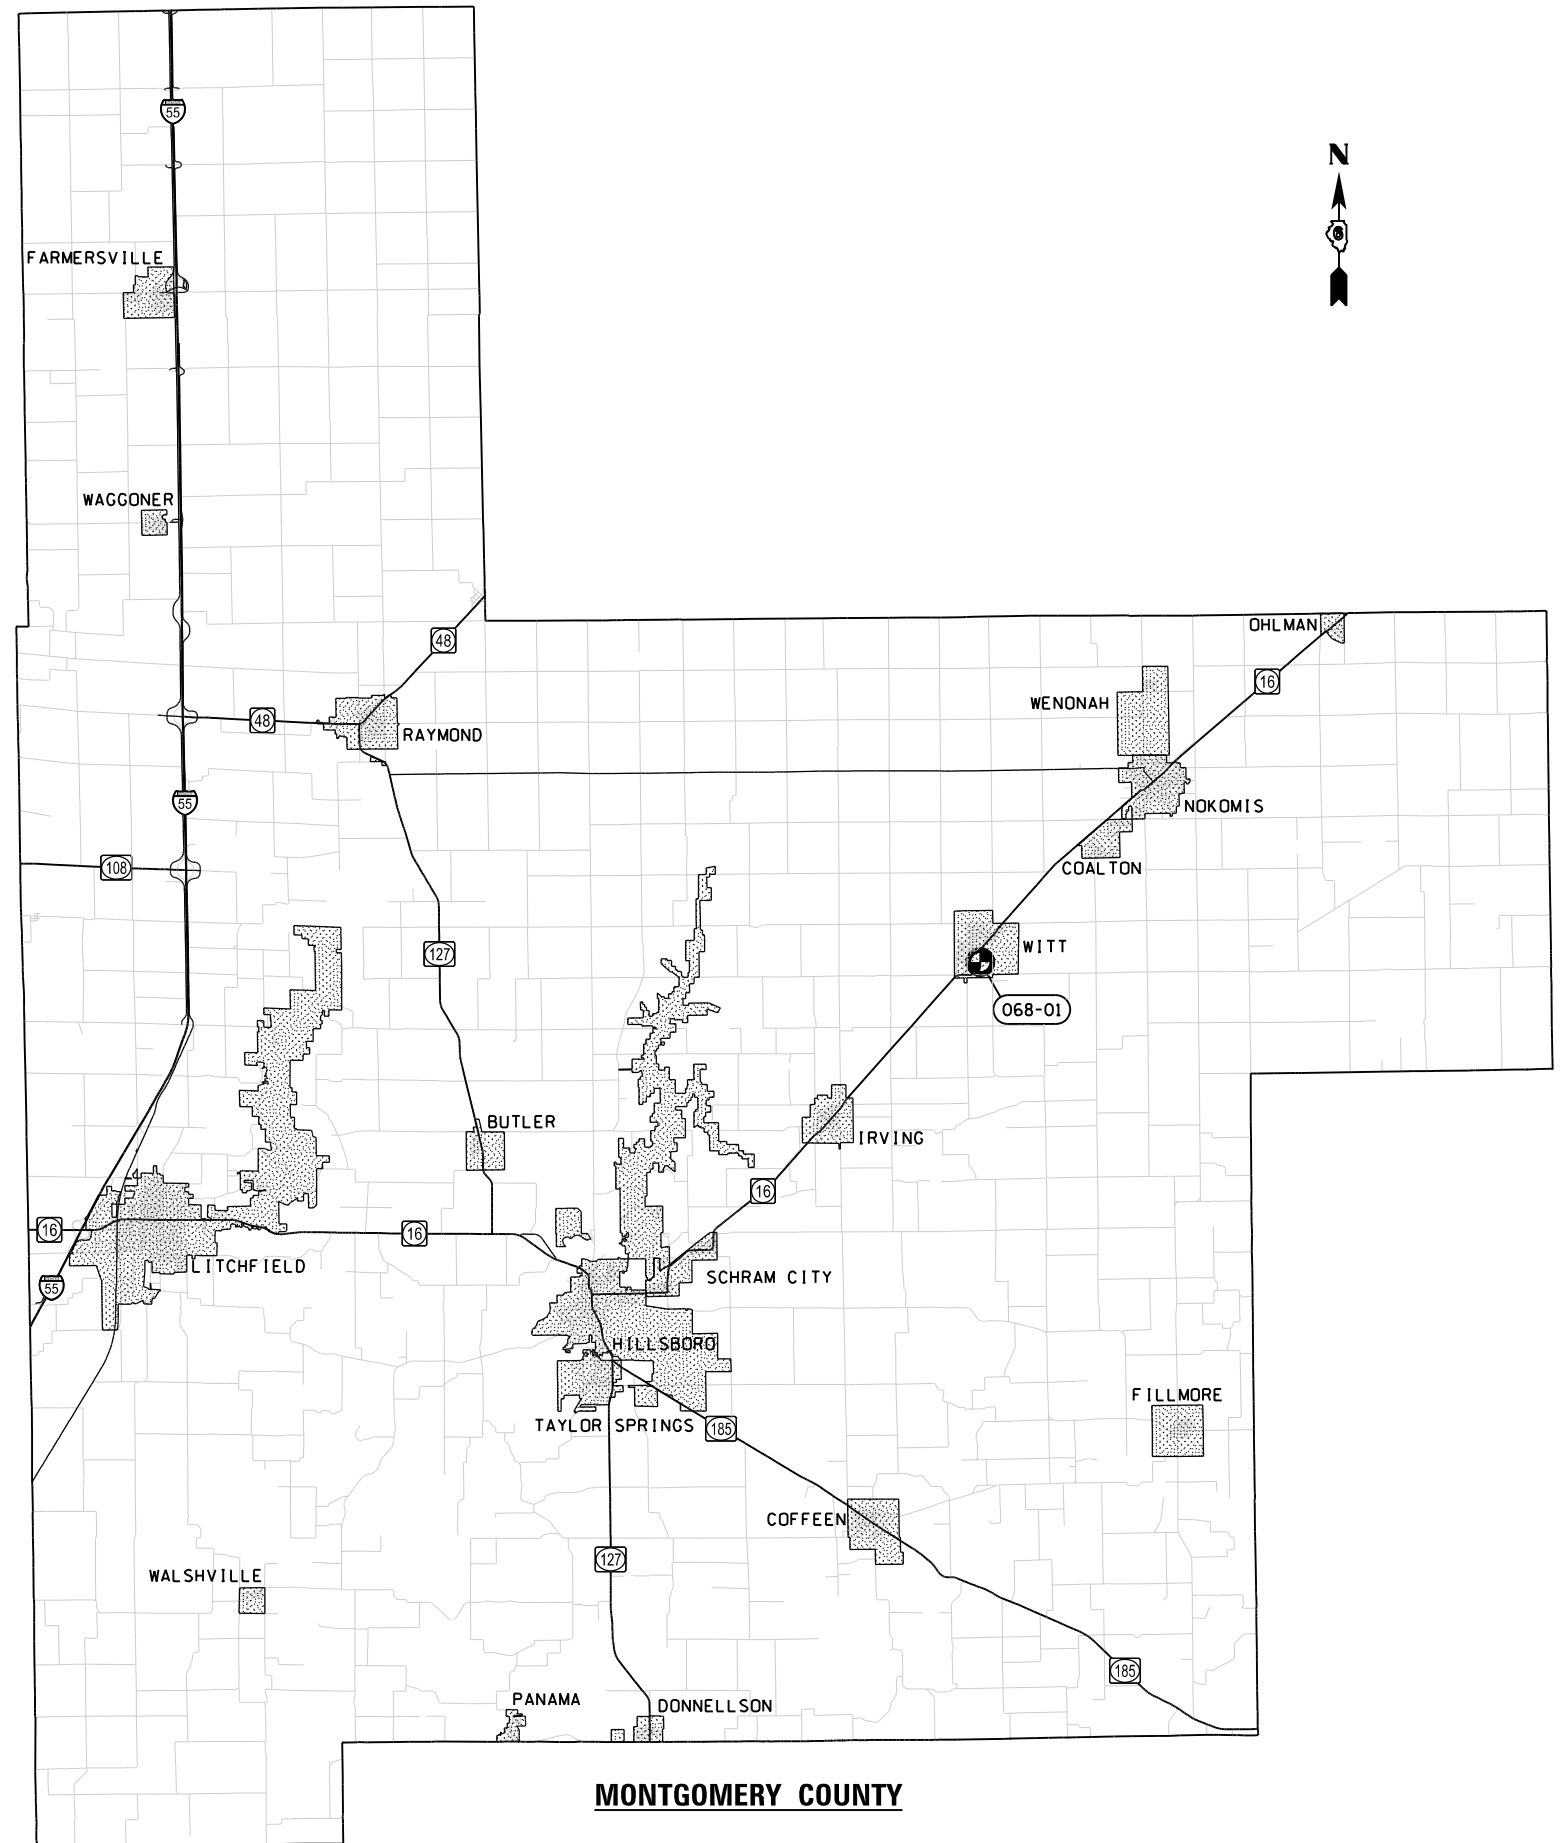 55
N
6
FARMERSVILLE
WAGGONER
48
OHLMAN
16
WENONAH
48
RAYMOND
55
NOKOMIS
108
COALTON
127
WITT
068-01
BUTLER
IRVING
16
16
16
LITCHFIELD
SCHRAM CITY
55
HILLSBORO
FILLMORE
TAYLOR SPRINGS
185
COFFEEN
127
WALSHVILLE
185
PANAMA
DONNELLSON
MONTGOMERY COUNTY